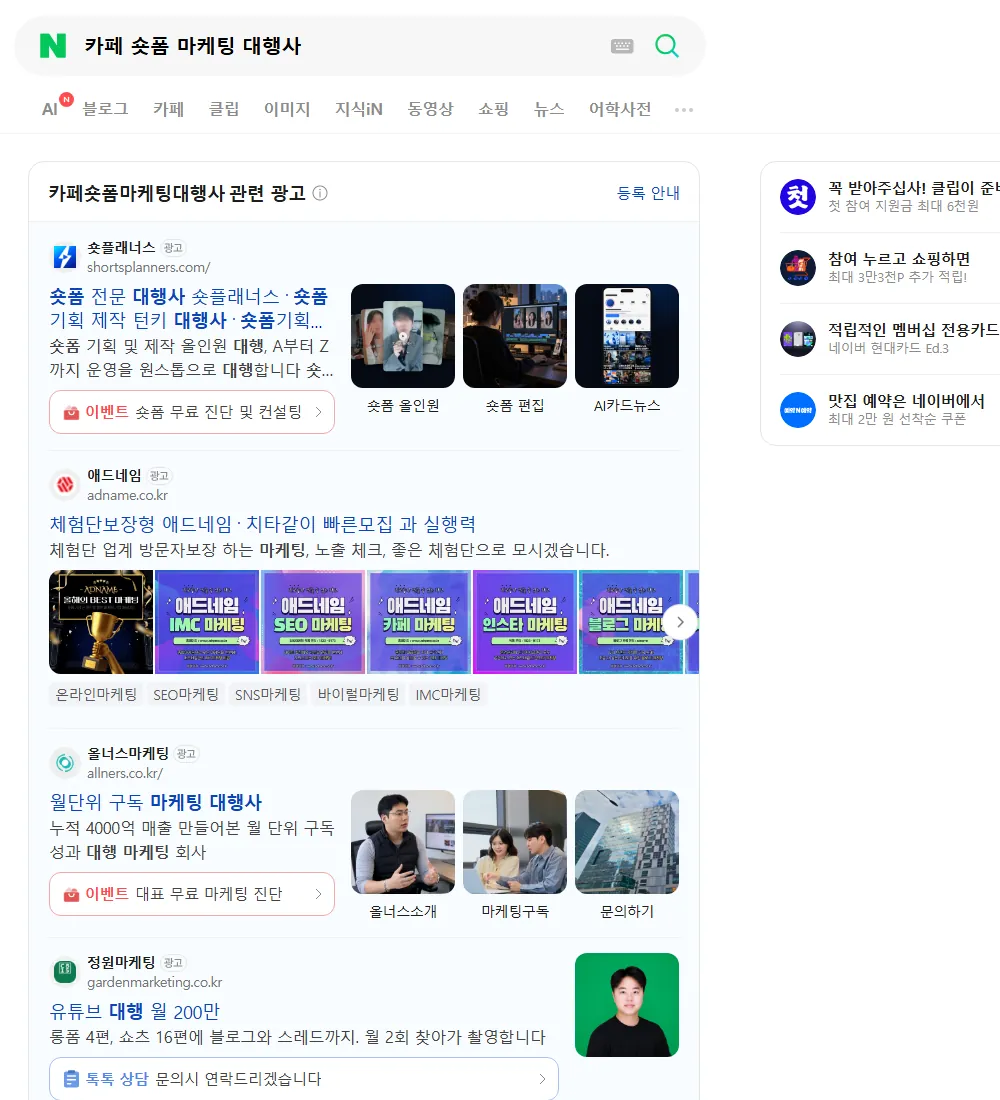 카페 숏폼 마케팅 대행사
AI N 블로그 카페 클립 이미지 지식iN 동영상 쇼핑 뉴스 어학사전
카페숏폼마케팅대행사 관련 광고
등록 안내
숏플래너스 광고
shortsplanners.com/
숏폼 전문 대행사 숏플래너스 · 숏폼
기획 제작 턴키 대행사 · 숏폼기획...
숏폼 기획 및 제작 올인원 대행, A부터 Z
까지 운영을 원스톱으로 대행합니다 숏...
이벤트 숏폼 무료 진단 및 컨설팅
숏폼 올인원
숏폼 편집
AI카드뉴스
애드네임 광고
adname.co.kr
체험단보장형 애드네임 · 치타같이 빠른모집 과 실행력
체험단 업계 방문자보장 하는 마케팅, 노출 체크, 좋은 체험단으로 모시겠습니다.
- ADNAME -
올해의 BEST 마케팅
애드네임
IMC 마케팅
애드네임
SEO 마케팅
애드네임
카페 마케팅
애드네임
인스타 마케팅
애드네임
블로그 마케팅
온라인마케팅 SEO마케팅 SNS마케팅 바이럴마케팅 IMC마케팅
올너스마케팅 광고
allners.co.kr/
월단위 구독 마케팅 대행사
누적 4000억 매출 만들어본 월 단위 구독
성과 대행 마케팅 회사
이벤트 대표 무료 마케팅 진단
올너스소개
마케팅구독
문의하기
정원마케팅 광고
gardenmarketing.co.kr
유튜브 대행 월 200만
롱폼 4편, 쇼츠 16편에 블로그와 스레드까지. 월 2회 찾아가 촬영합니다
톡톡 상담 문의시 연락드리겠습니다
첫
꼭 받아주십사! 클립이 준비
첫 참여 지원금 최대 6천원
참여 누르고 쇼핑하면
최대 3만3천P 추가 적립!
적립적인 멤버십 전용카드
네이버 현대카드 Ed.3
예약N예약
맛집 예약은 네이버에서
최대 2만 원 선착순 쿠폰